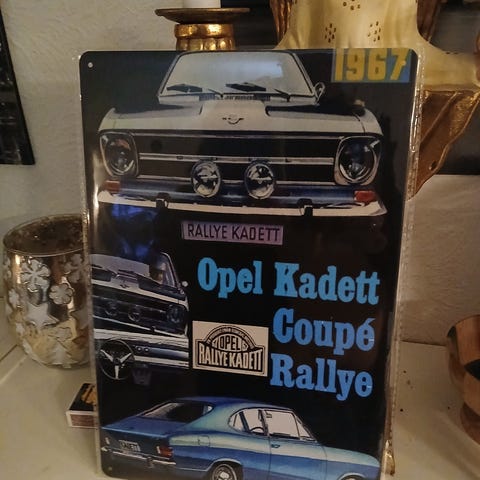 1967
RALLYE KADETT
Opel Kadett
Coupé
Rallye
OPEL
RALLYE KADETT